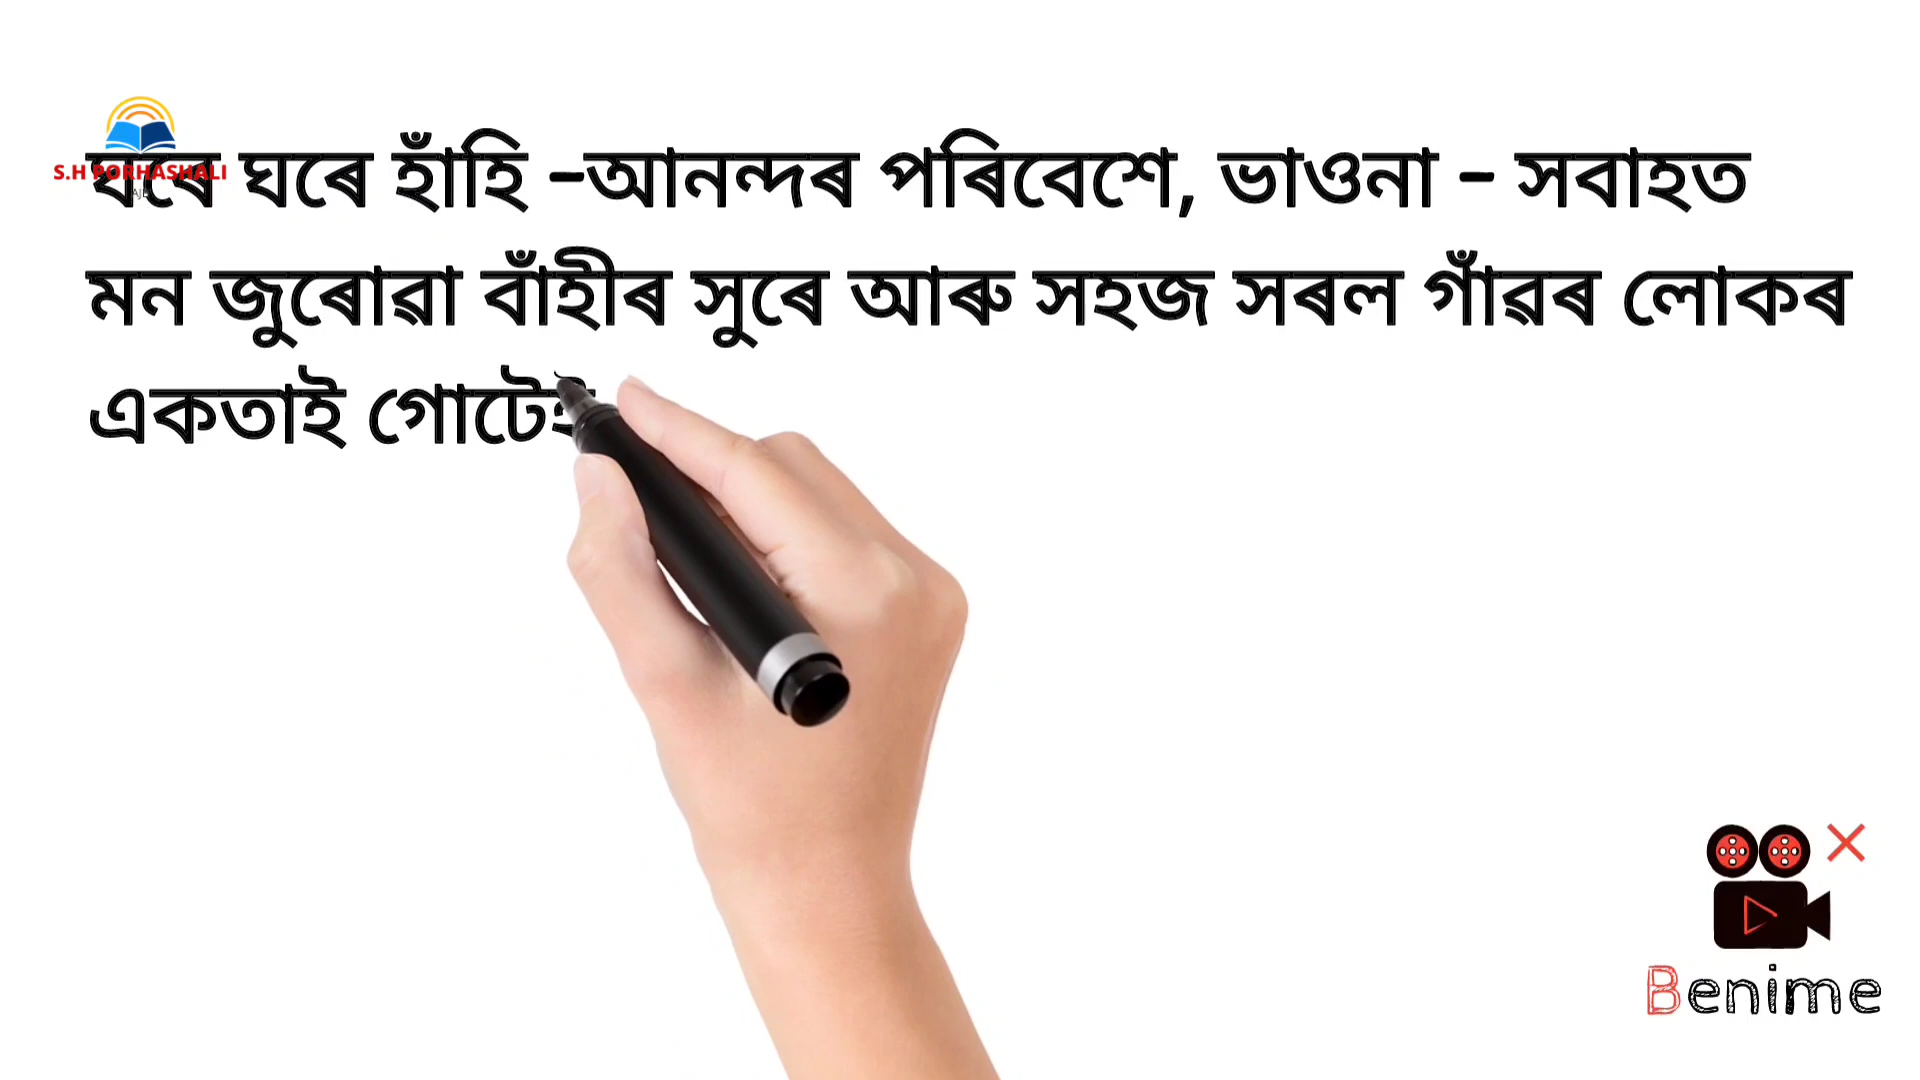 S.H PORHASHALI
ঘৰে ঘৰে হাঁহি –আনন্দৰ পৰিবেশে, ভাওনা – সবাহত
মন জুৰোৱা বাঁহীৰ সুৰে আৰু সহজ সৰল গাঁৱৰ লোকৰ
একতাই
Benime